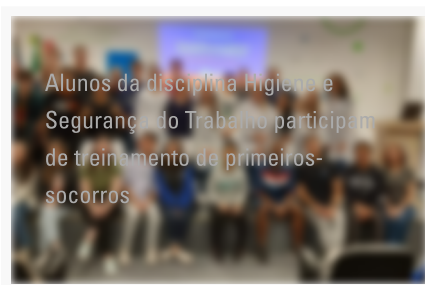 Alunos da disciplina Higiene e
Segurança do Trabalho participam
de treinamento de primeiros-
socorros